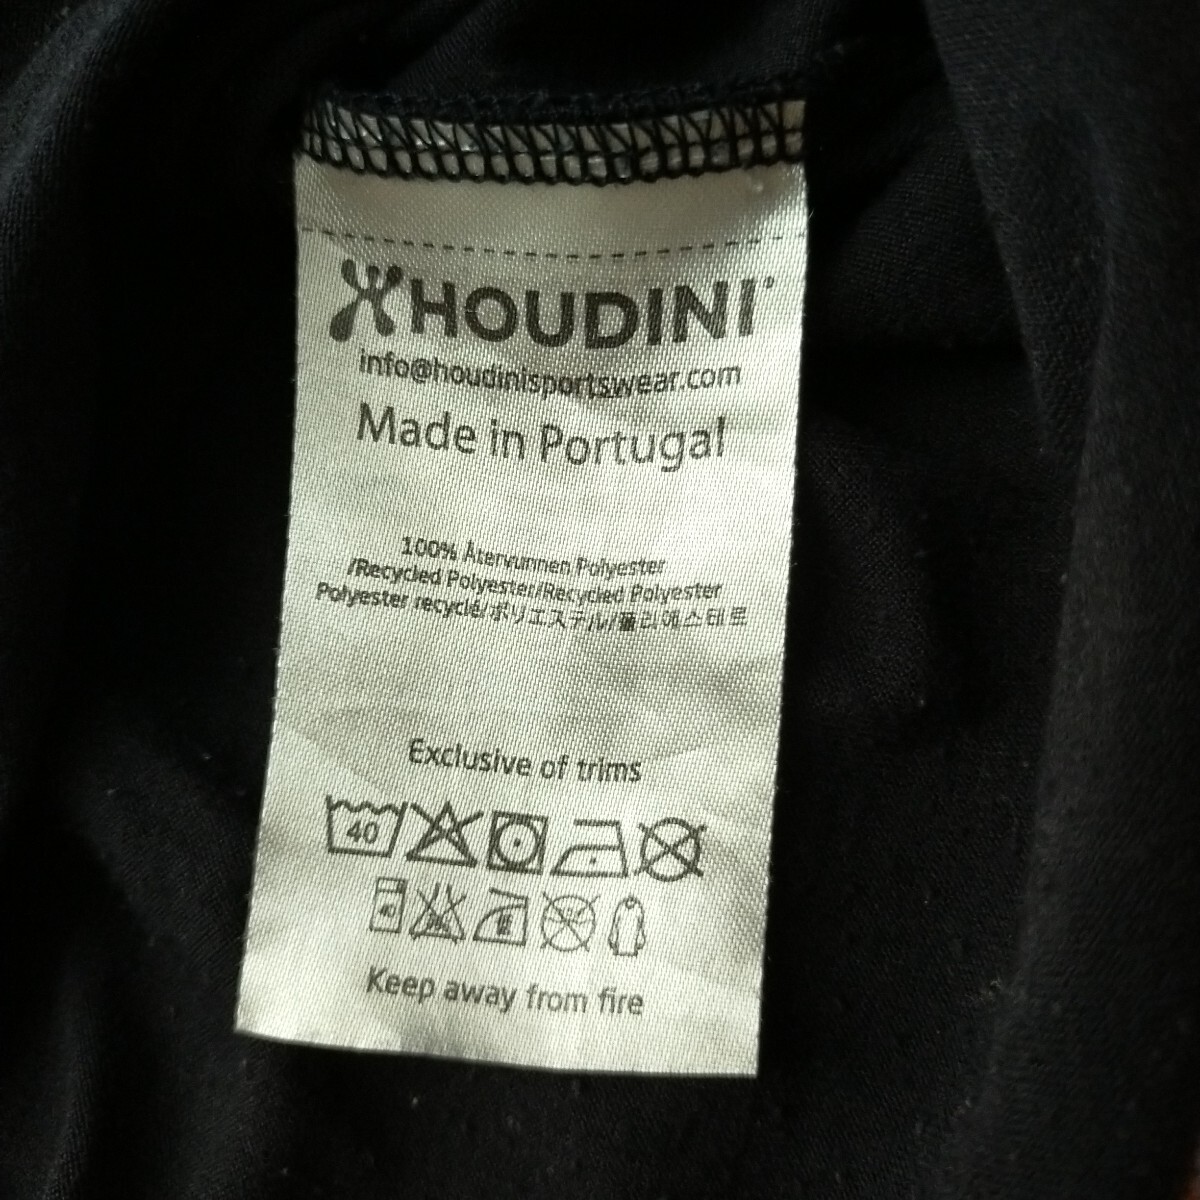 HOUDINI
info@houdinisportswear.com
Made in Portugal
100% Återvunnen Polyester
/Recycled Polyester/Recycled Polyester
Polyester recyclé/ポリエステル/폴리에스테르
Exclusive of trims
40
40
Keep away from fire